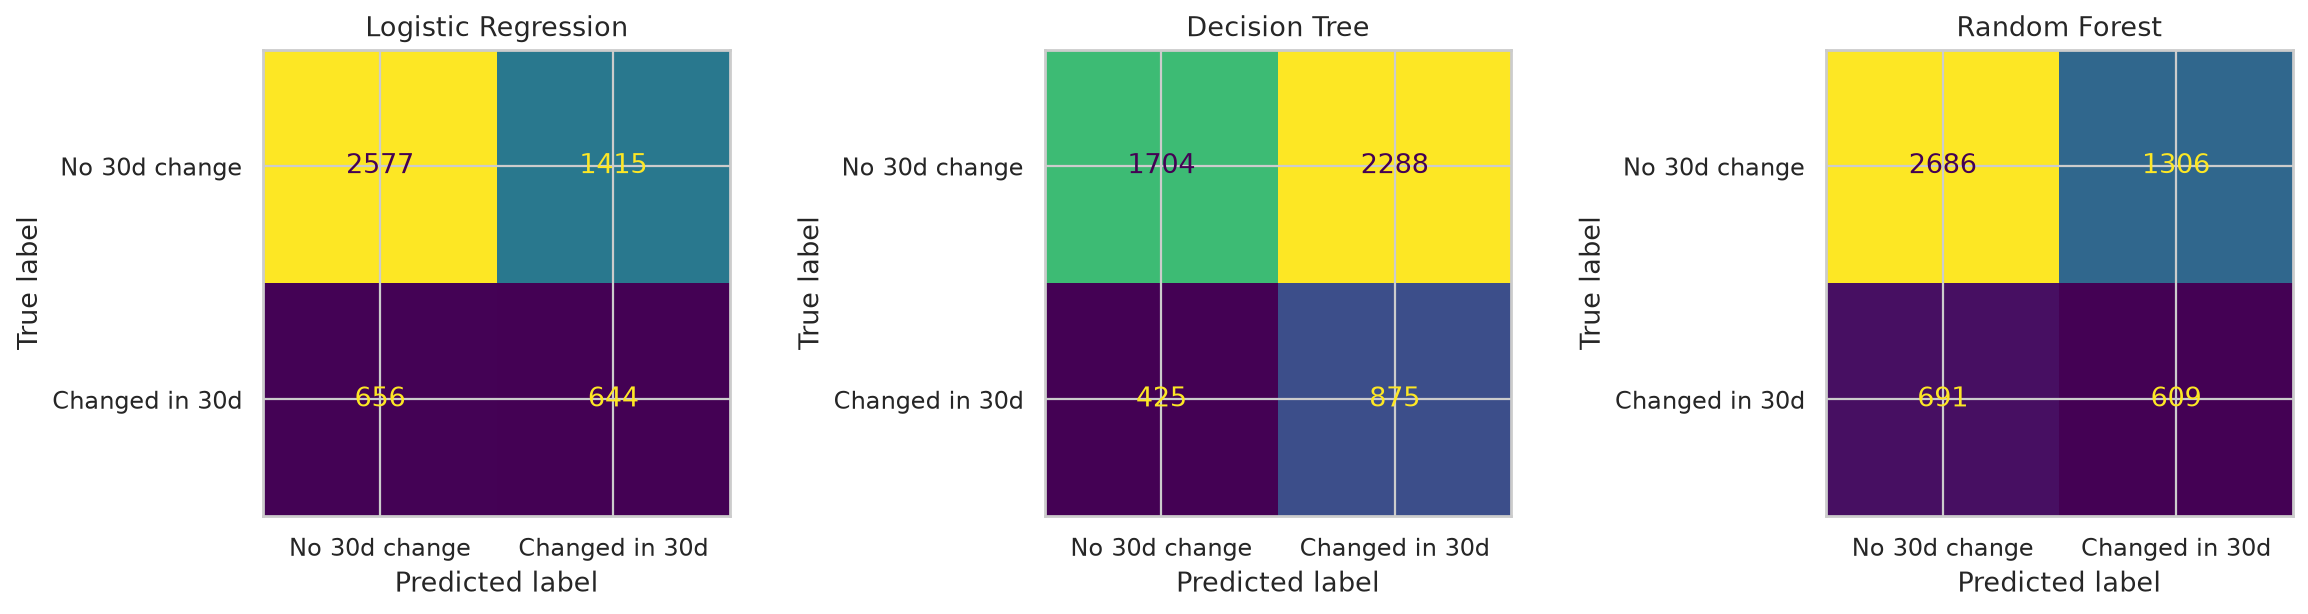 Logistic Regression
True label
No 30d change
2577
1415
Changed in 30d
656
644
No 30d change
Changed in 30d
Predicted label
Decision Tree
True label
No 30d change
1704
2288
Changed in 30d
425
875
No 30d change
Changed in 30d
Predicted label
Random Forest
True label
No 30d change
2686
1306
Changed in 30d
691
609
No 30d change
Changed in 30d
Predicted label